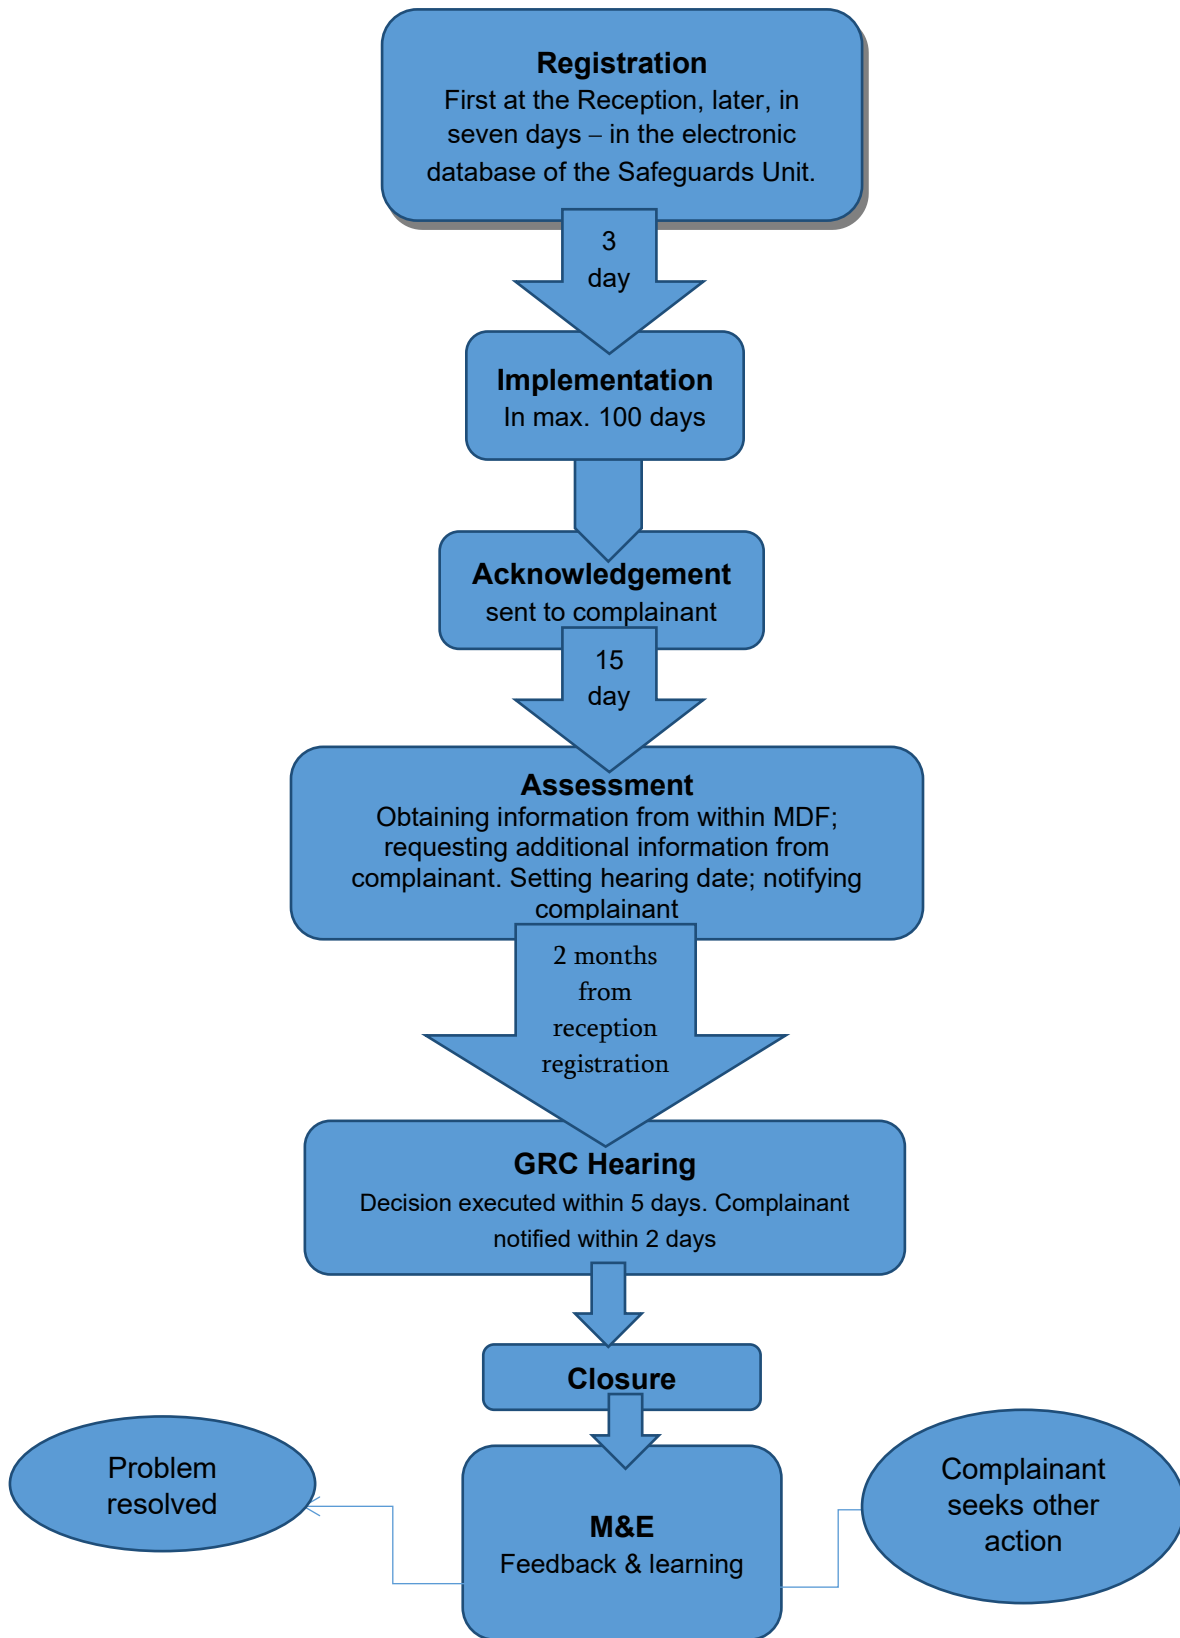 Registration
First at the Reception, later, in
seven days – in the electronic
database of the Safeguards Unit.
3
day
Implementation
In max. 100 days
Acknowledgement
sent to complainant
15
day
Assessment
Obtaining information from within MDF;
requesting additional information from
complainant. Setting hearing date; notifying
complainant
2 months
from
reception
registration
GRC Hearing
Decision executed within 5 days. Complainant
notified within 2 days
Closure
Problem
resolved
M&E
Feedback & learning
Complainant
seeks other
action